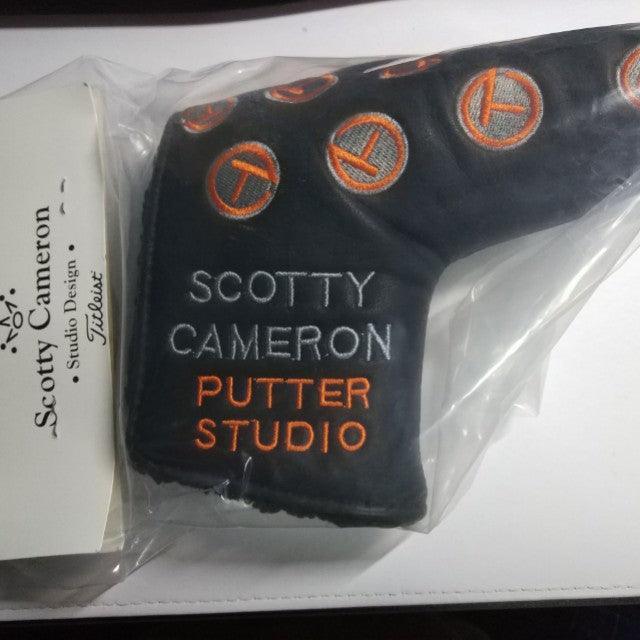 SCOTTY
CAMERON
PUTTER
STUDIO
Scotty Cameron
• Studio Design •
Titleist
T
T
T